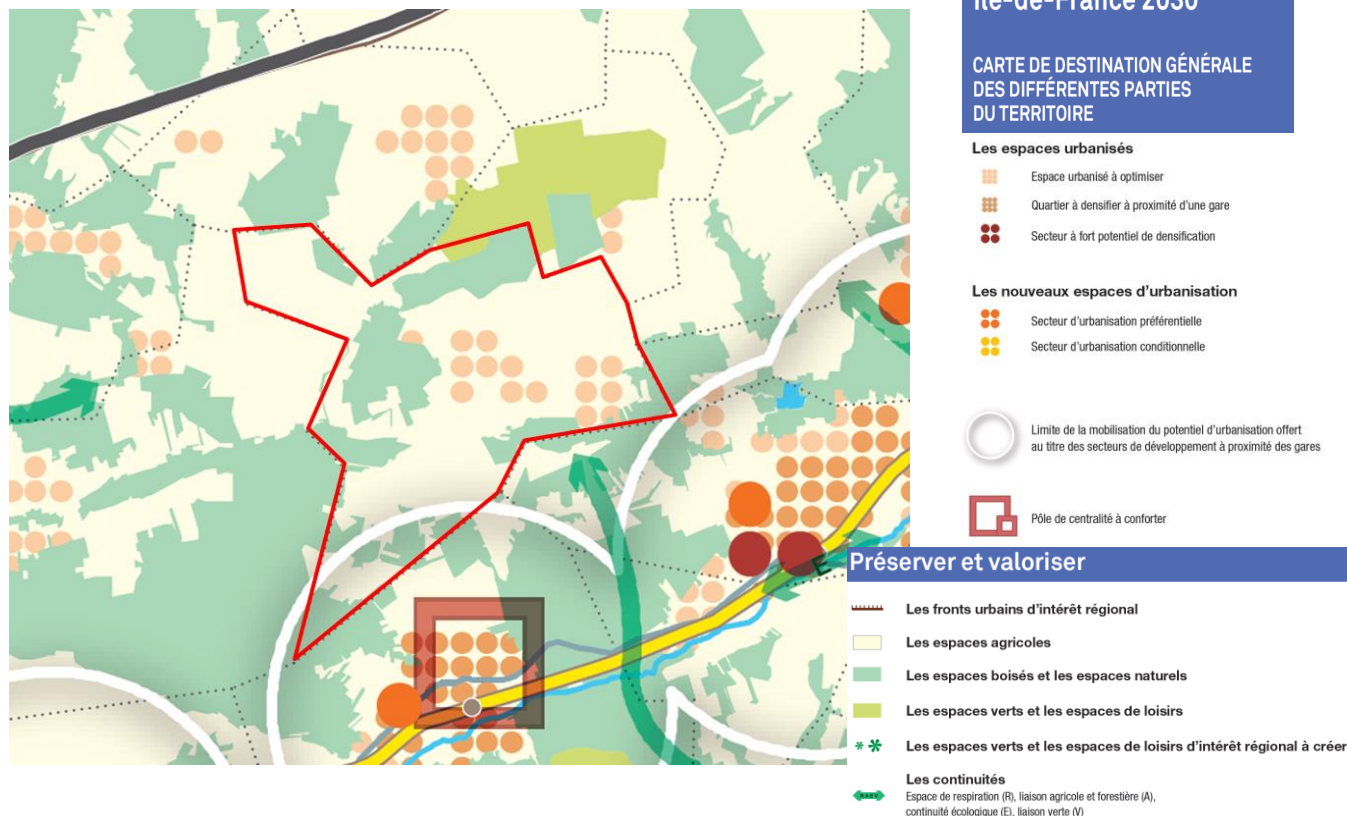 Île-de-France 2030
CARTE DE DESTINATION GÉNÉRALE
DES DIFFÉRENTES PARTIES
DU TERRITOIRE
Les espaces urbanisés
Espace urbanisé à optimiser
Quartier à densifier à proximité d'une gare
Secteur à fort potentiel de densification
Les nouveaux espaces d'urbanisation
Secteur d'urbanisation préférentielle
Secteur d'urbanisation conditionnelle
Limite de la mobilisation du potentiel d'urbanisation offert
au titre des secteurs de développement à proximité des gares
Pôle de centralité à conforter
E
Préserver et valoriser
Les fronts urbains d'intérêt régional
Les espaces agricoles
Les espaces boisés et les espaces naturels
Les espaces verts et les espaces de loisirs
Les espaces verts et les espaces de loisirs d'intérêt régional à créer
Les continuités
Espace de respiration (R), liaison agricole et forestière (A),
continuité écologique (E), liaison verte (V)